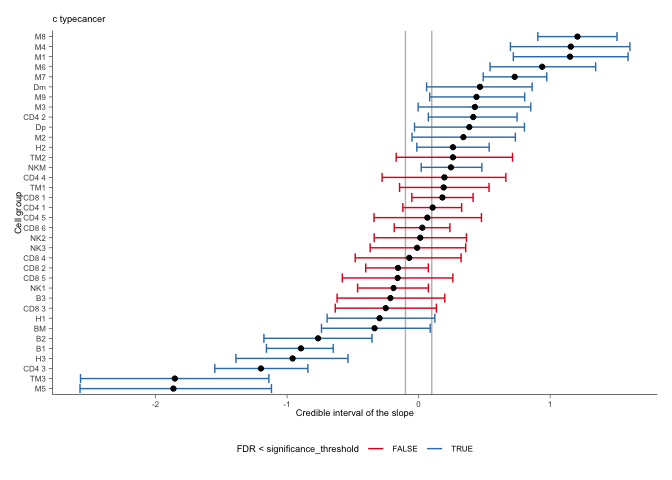 c typecancer
M8
M4
M1
M6
M7
Dm
M9
M3
CD4 2
Dp
M2
H2
TM2
NKM
CD4 4
TM1
CD8 1
CD4 1
CD4 5
CD8 6
NK2
NK3
CD8 4
CD8 2
CD8 5
NK1
B3
CD8 3
H1
BM
B2
B1
H3
CD4 3
TM3
M5
Cell group
-2 -1 0 1
Credible interval of the slope
FDR < significance_threshold FALSE TRUE